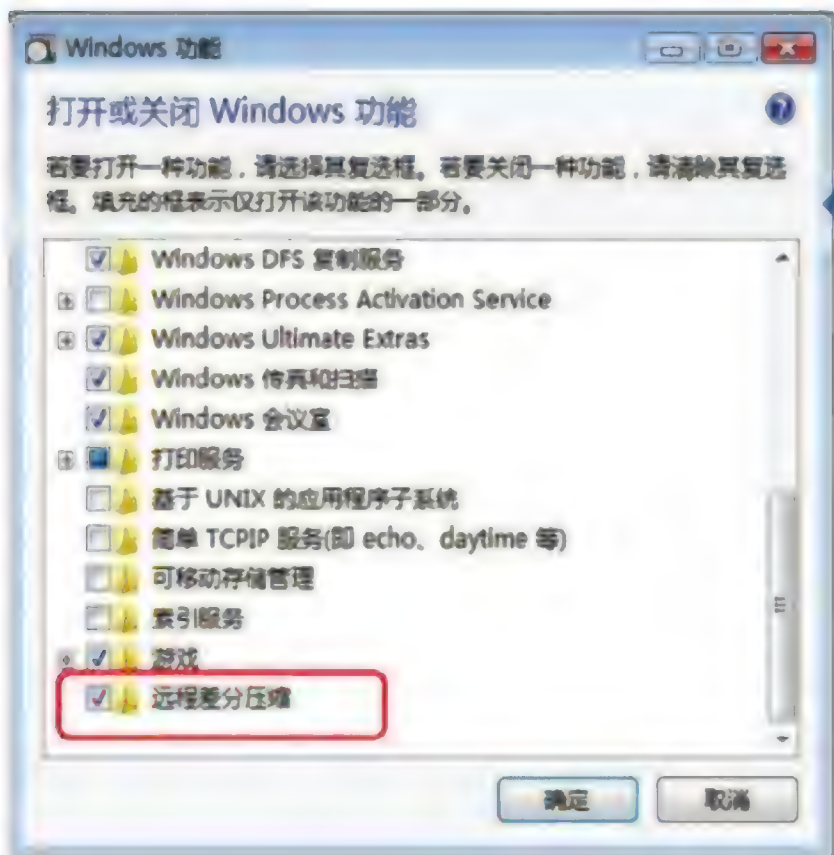 Windows 功能
打开或关闭 Windows 功能
若要打开一种功能，请选择其复选框。若要关闭一种功能，请清除其复选
框。填充的框表示仅打开该功能的一部分。
Windows DFS 复制服务
Windows Process Activation Service
Windows Ultimate Extras
Windows 传真和扫描
Windows 会议室
打印服务
基于 UNIX 的应用程序子系统
简单 TCPIP 服务(即 echo、daytime 等)
可移动存储管理
索引服务
游戏
远程差分压缩
确定
取消